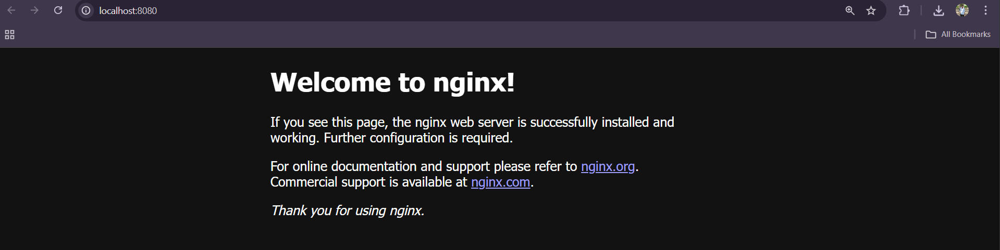 localhost:8080
All Bookmarks
Welcome to nginx!
If you see this page, the nginx web server is successfully installed and
working. Further configuration is required.
For online documentation and support please refer to nginx.org.
Commercial support is available at nginx.com.
Thank you for using nginx.